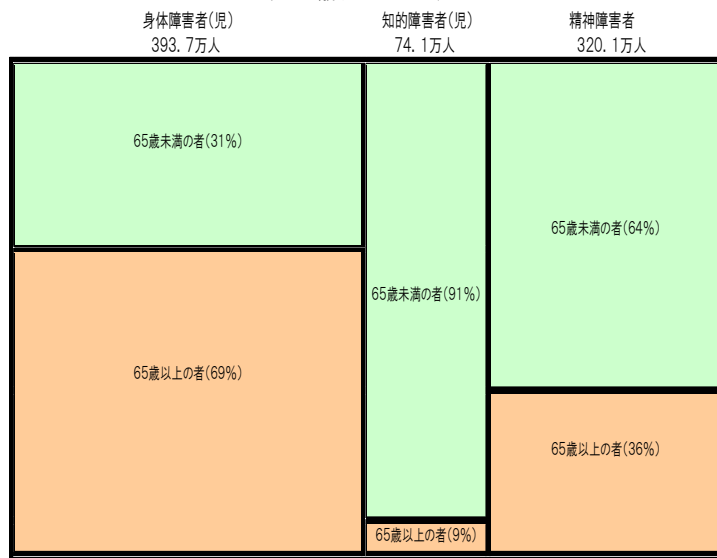 身体障害者(児)
393.7万人
知的障害者(児)
74.1万人
精神障害者
320.1万人
65歳未満の者(31%)
65歳以上の者(69%)
65歳未満の者(91%)
65歳以上の者(9%)
65歳未満の者(64%)
65歳以上の者(36%)